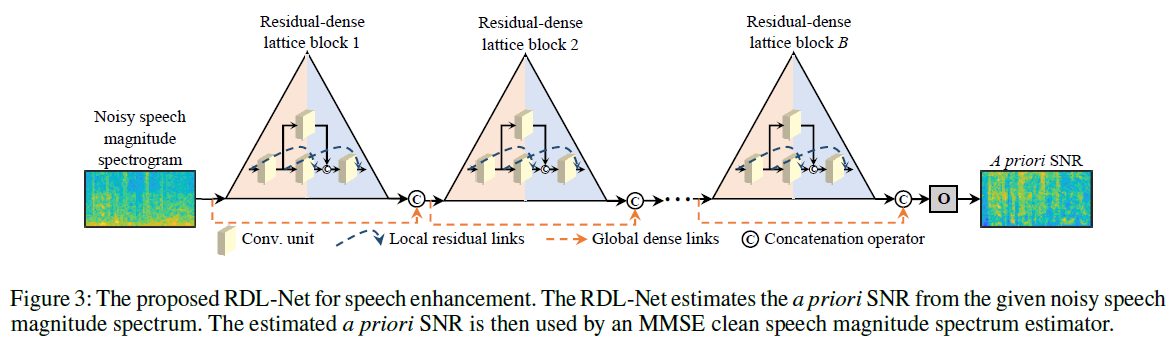 Residual-dense
lattice block 1
Residual-dense
lattice block 2
Residual-dense
lattice block B
Noisy speech
magnitude
spectrogram
A priori SNR
C
C
C
O
C
C
C
Conv. unit
Local residual links
Global dense links
C Concatenation operator
Figure 3: The proposed RDL-Net for speech enhancement. The RDL-Net estimates the a priori SNR from the given noisy speech
magnitude spectrum. The estimated a priori SNR is then used by an MMSE clean speech magnitude spectrum estimator.